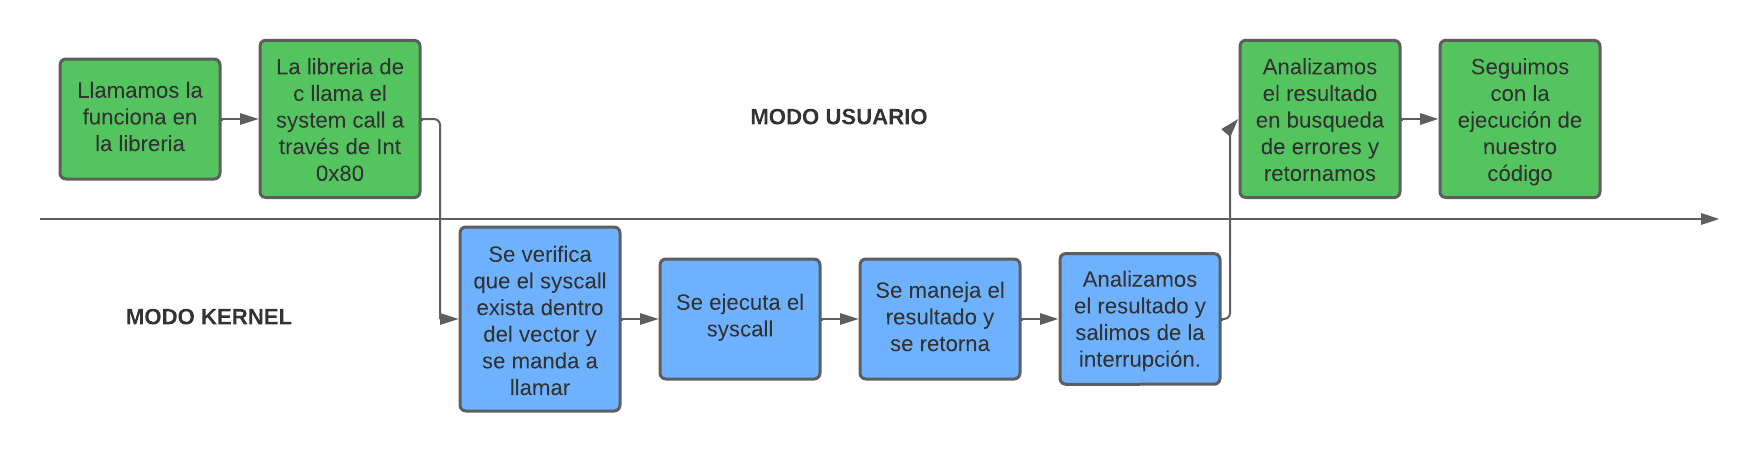 Llamamos la
funciona en
la libreria
La libreria de
c llama el
system call a
través de Int
0x80
MODO USUARIO
Analizamos
el resultado
en busqueda
de errores y
retornamos
Seguimos
con la
ejecución de
nuestro
código
MODO KERNEL
Se verifica
que el syscall
exista dentro
del vector y
se manda a
llamar
Se ejecuta el
syscall
Se maneja el
resultado y
se retorna
Analizamos
el resultado y
salimos de la
interrupción.